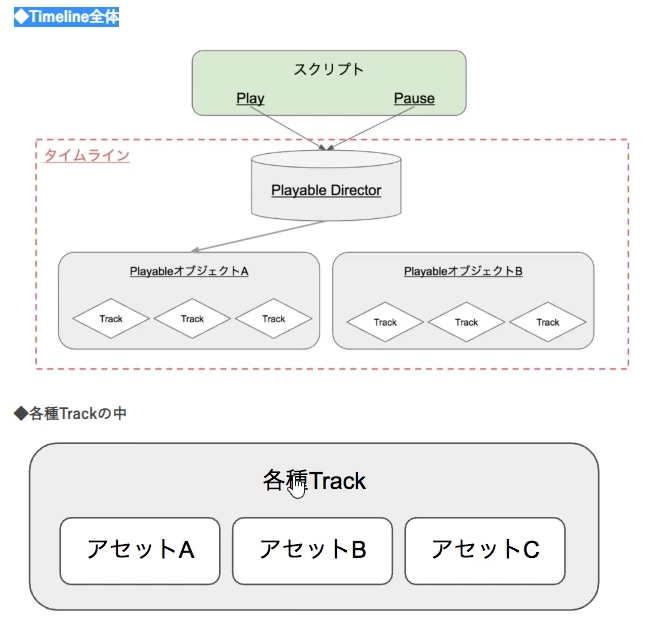 ◆Timeline全体
スクリプト
Play Pause
タイムライン
Playable Director
PlayableオブジェクトA PlayableオブジェクトB
Track Track Track Track Track Track
◆各種Trackの中
各種Track
アセットA アセットB アセットC